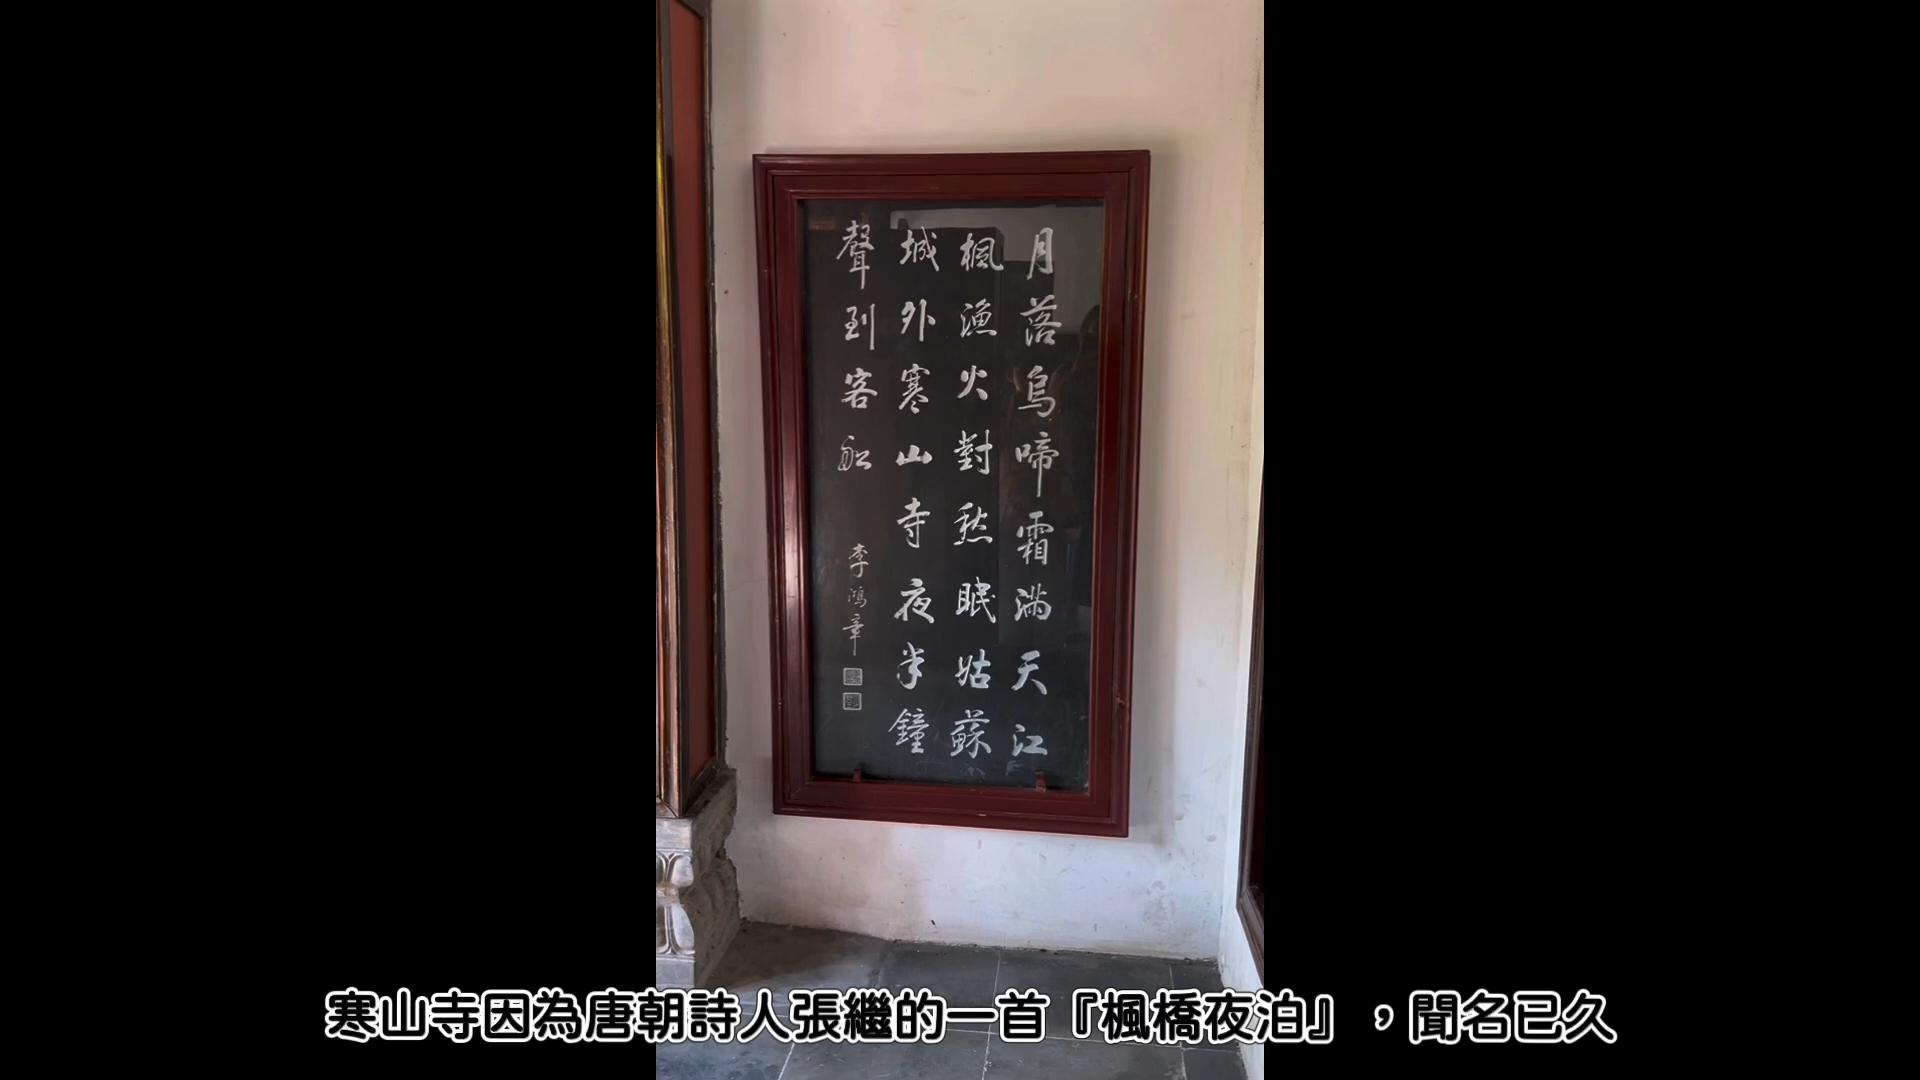 月落烏啼霜滿天江
楓漁火對愁眠姑蘇
城外寒山寺夜半鐘
聲到客船
李鴻章
寒山寺因為唐朝詩人張繼的一首『楓橋夜泊』，聞名已久